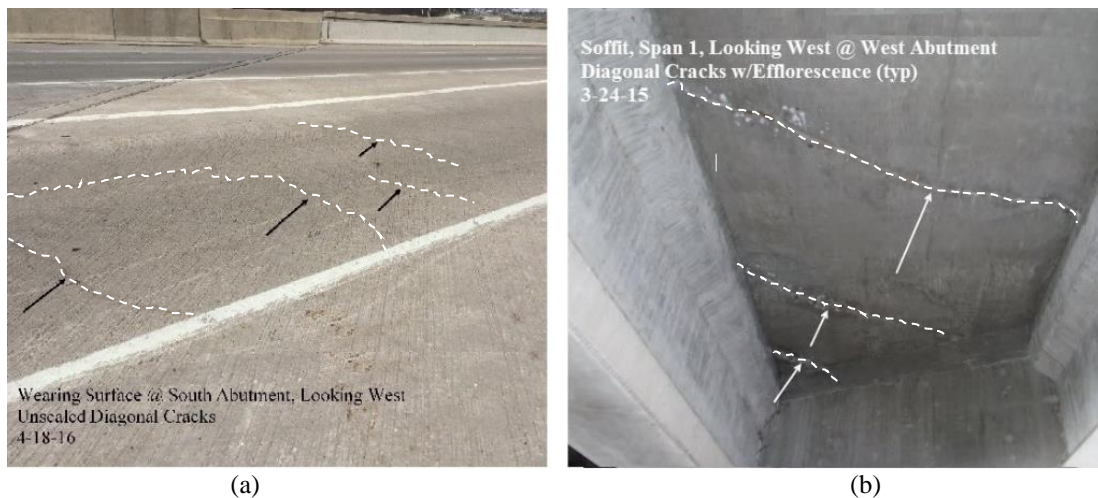 Wearing Surface @ South Abutment, Looking West
Unscaled Diagonal Cracks
4-18-16
(a)
Soffit, Span 1, Looking West @ West Abutment
Diagonal Cracks w/Efflorescence (typ)
3-24-15
(b)